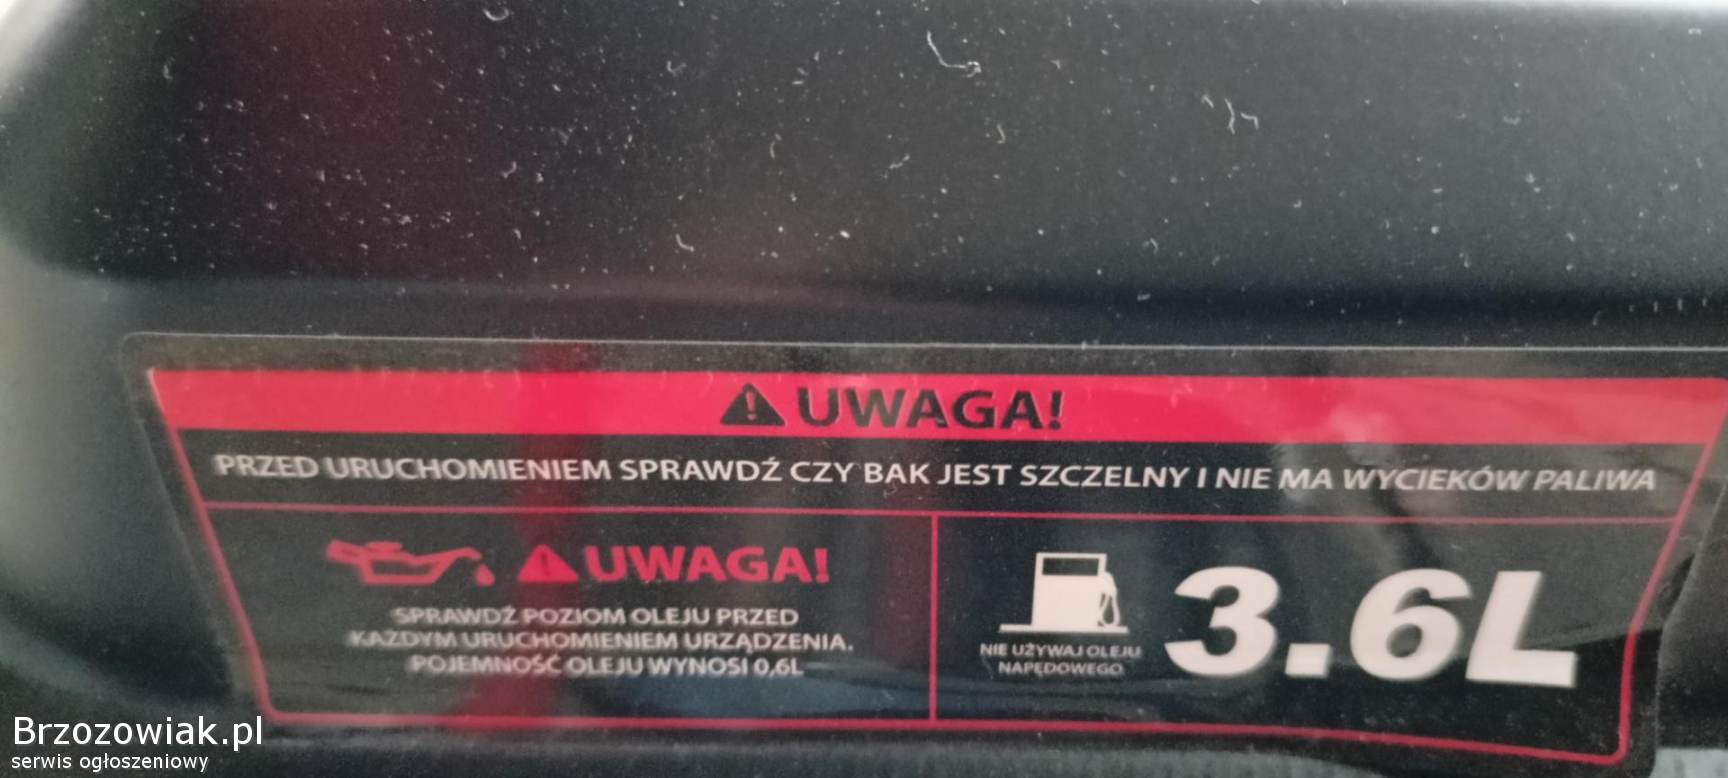 UWAGA!
PRZED URUCHOMIENIEM SPRAWDŹ CZY BAK JEST SZCZELNY I NIE MA WYCIEKÓW PALIWA
UWAGA!
SPRAWDŹ POZIOM OLEJU PRZED
KAŻDYM URUCHOMIENIEM URZĄDZENIA.
POJEMNOŚĆ OLEJU WYNOSI 0,6L
NIE UŻYWAJ OLEJU
NAPĘDOWEGO
3.6L
Brzozowiak.pl
serwis ogłoszeniowy